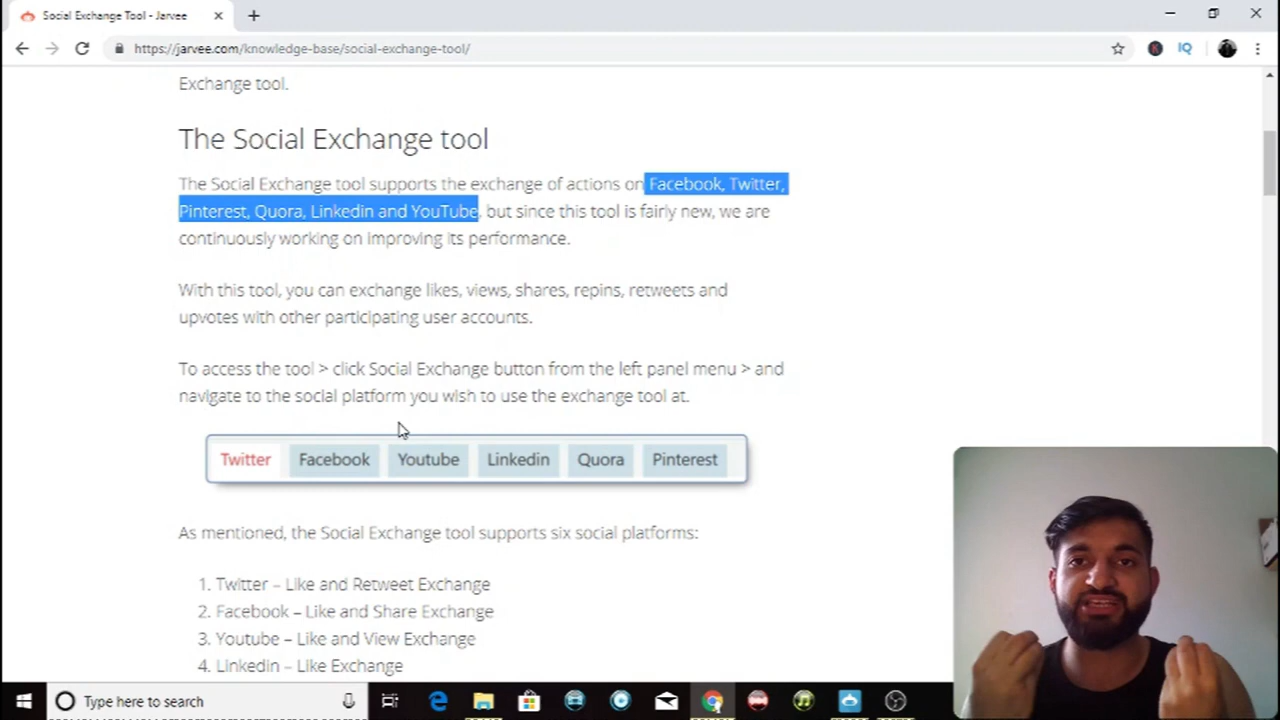 Social Exchange Tool - Jarvee
https://jarvee.com/knowledge-base/social-exchange-tool/
IQ
Exchange tool.
The Social Exchange tool
The Social Exchange tool supports the exchange of actions on Facebook, Twitter,
Pinterest, Quora, Linkedin and YouTube, but since this tool is fairly new, we are
continuously working on improving its performance.
With this tool, you can exchange likes, views, shares, repins, retweets and
upvotes with other participating user accounts.
To access the tool > click Social Exchange button from the left panel menu > and
navigate to the social platform you wish to use the exchange tool at.
Twitter Facebook Youtube Linkedin Quora Pinterest
As mentioned, the Social Exchange tool supports six social platforms:
1. Twitter – Like and Retweet Exchange
2. Facebook – Like and Share Exchange
3. Youtube – Like and View Exchange
4. Linkedin – Like Exchange
Type here to search